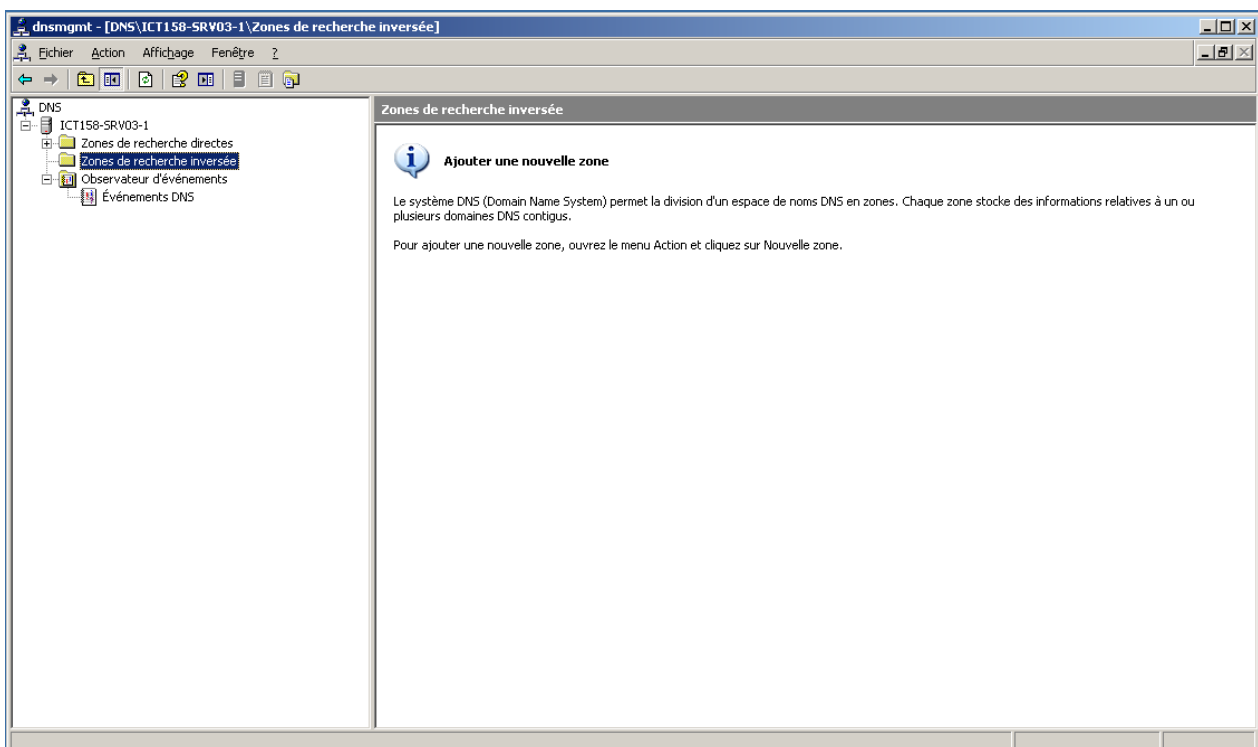 dnsmgmt - [DNS\ICT158-SRV03-1\Zones de recherche inversée]
Fichier Action Affichage Fenêtre ?
DNS
ICT158-SRV03-1
Zones de recherche directes
Zones de recherche inversée
Observateur d'événements
Événements DNS
Zones de recherche inversée
Ajouter une nouvelle zone
Le système DNS (Domain Name System) permet la division d'un espace de noms DNS en zones. Chaque zone stocke des informations relatives à un ou
plusieurs domaines DNS contigus.
Pour ajouter une nouvelle zone, ouvrez le menu Action et cliquez sur Nouvelle zone.